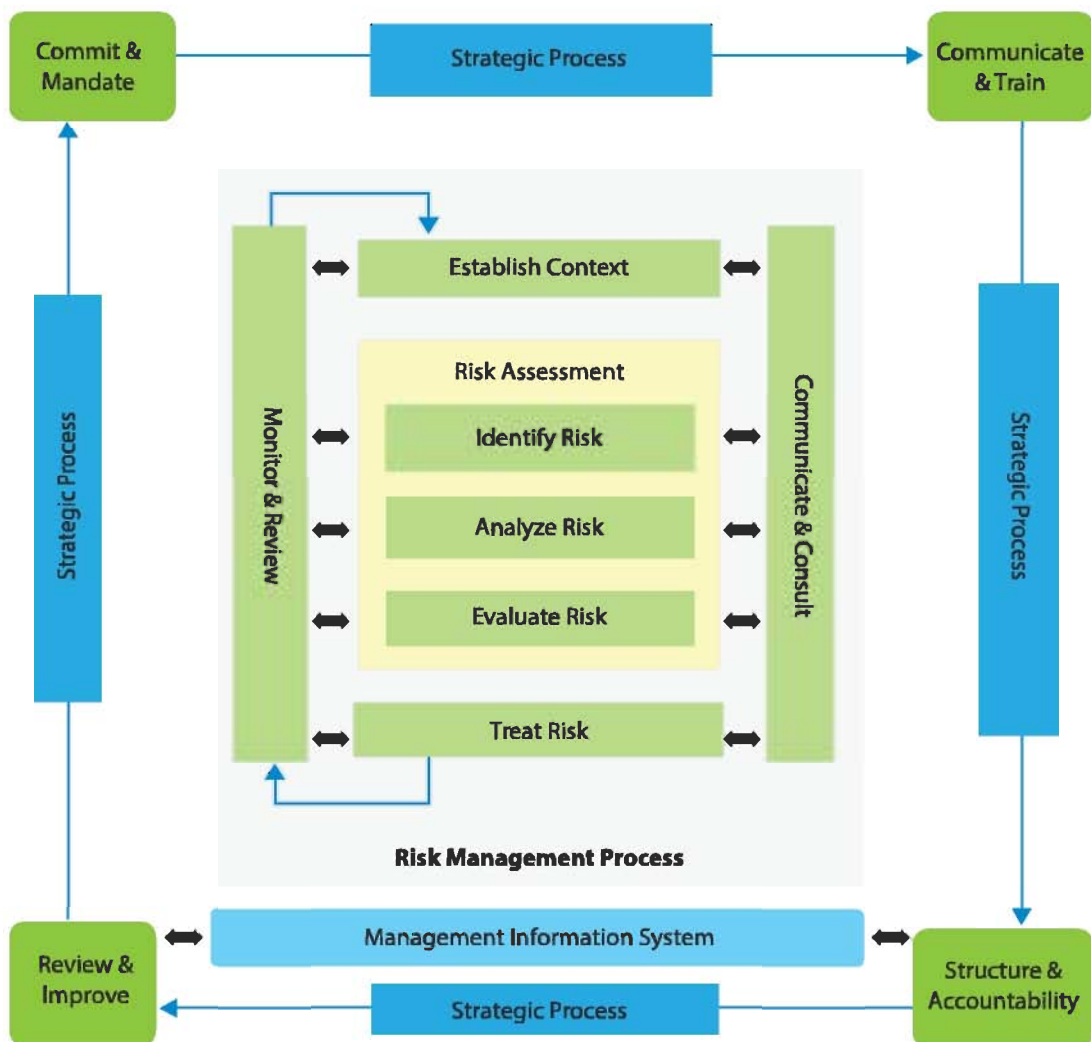 Commit &
Mandate
Strategic Process
Communicate
& Train
Strategic Process
Monitor & Review
Establish Context
Risk Assessment
Identify Risk
Analyze Risk
Evaluate Risk
Treat Risk
Communicate & Consult
Strategic Process
Risk Management Process
Management Information System
Review &
Improve
Strategic Process
Structure &
Accountability